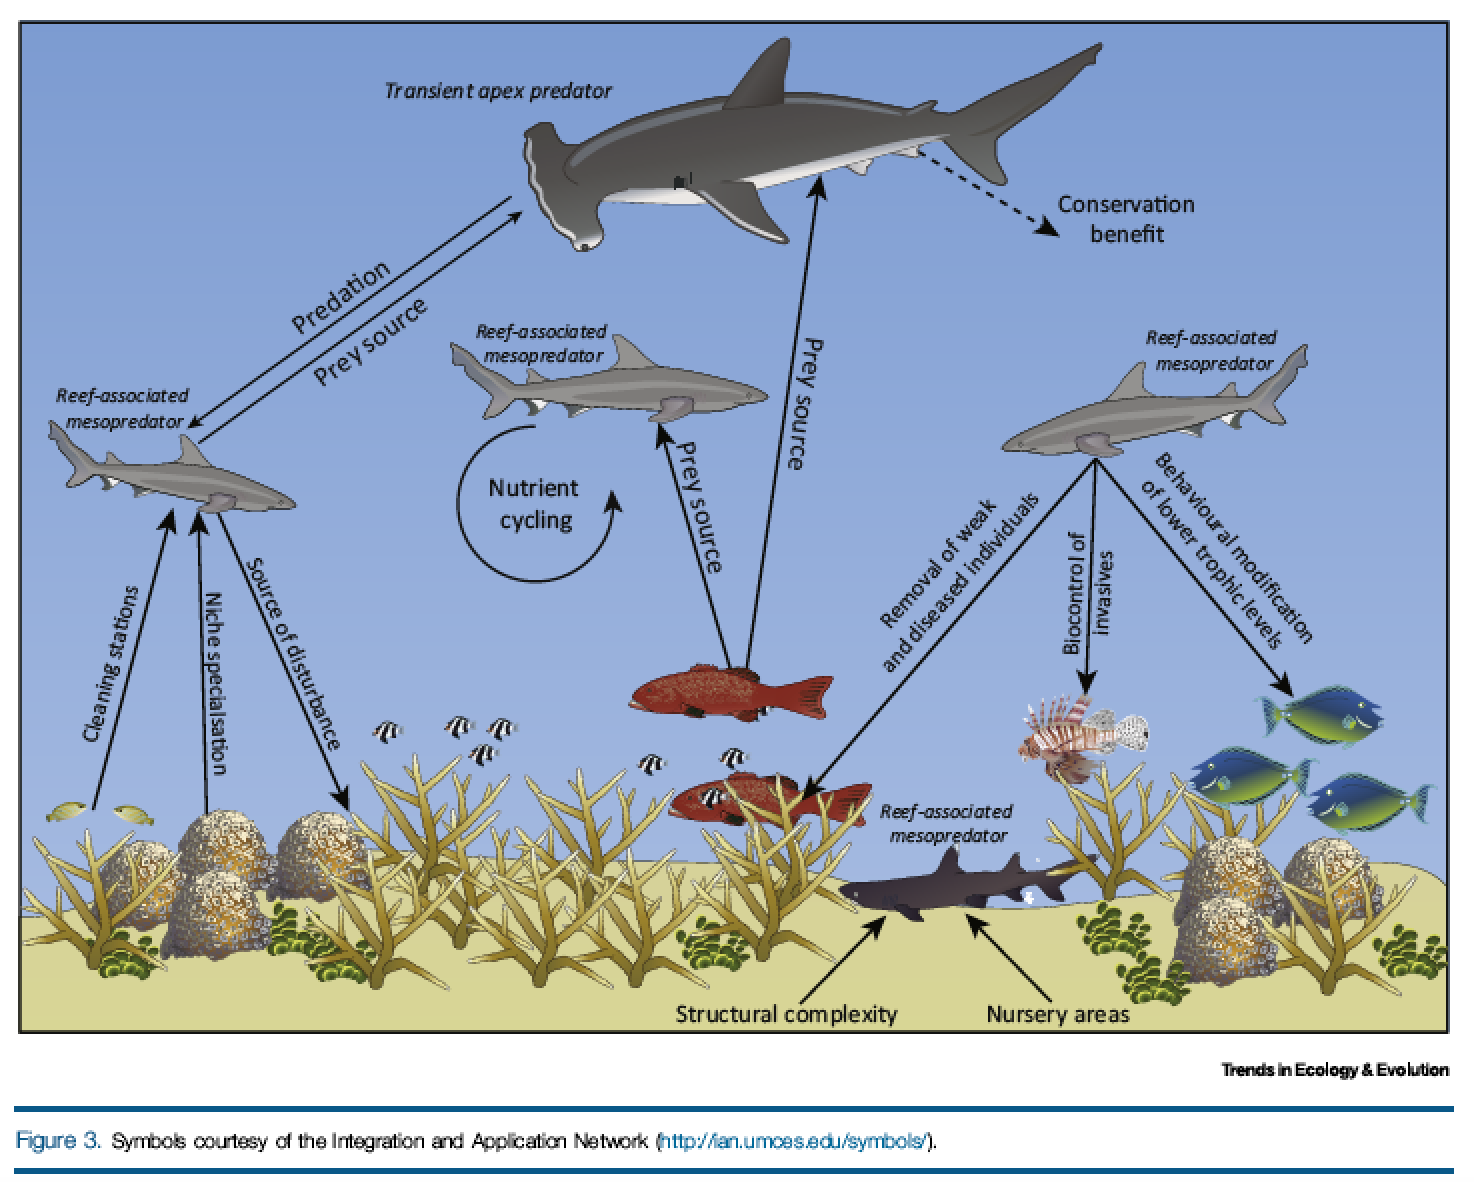 Transient apex predator
Conservation
benefit
Predation
Prey source
Reef-associated
mesopredator
Reef-associated
mesopredator
Reef-associated
mesopredator
Prey source
Nutrient
cycling
Prey source
Removal of weak
and diseased individuals
Biocontrol of
invasives
Behavioural modification
of lower trophic levels
Cleaning stations
Niche specialsation
Source of disturbance
Reef-associated
mesopredator
Structural complexity
Nursery areas
Trends in Ecology & Evolution
Figure 3. Symbols courtesy of the Integration and Application Network (http://ian.umces.edu/symbols/).